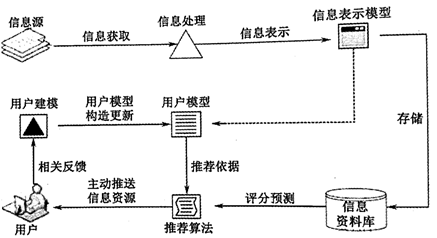 信息源
信息获取
信息处理
信息表示
信息表示模型
用户建模
用户模型
构造更新
用户模型
存储
相关反馈
推荐依据
主动推送
信息资源
评分预测
信息
资料库
用户
推荐算法